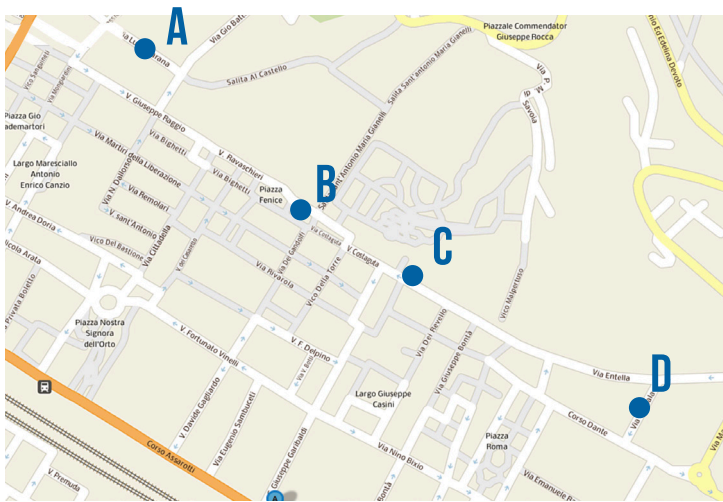 A
Via Gio Batt
Piazzale Commendator
Giuseppe Rocca
Via P. M. di Savoia
Salita Al Castello
Salita Sant'antonio Maria Gianelli
V. Giuseppe Raggio
Piazza Gio
ademartori
Via Martiri della Liberazione
Via Bighetti
V. Ravaschieri
Largo Maresciallo
Antonio
Enrico Canzio
Via N. Dallorso
Via Bighetti
Piazza
Fenice
B
Via Remolari
V. sant'Antonio
Via Cittadella
V. Andrea Doria
Vico Del Bastione
Via Costaguta
V. Costaguta
C
Via Rivarola
Vico Della Torre
Vico Malpertuso
Piazza Nostra
Signora
dell'Orto
V. Fortunato Vinelli
V. F. Delpino
Via Dei Revello
Via Giuseppe Bontà
Via Entella
D
V. Davide Gagliardo
Via Eugenio Sambuceti
Giuseppe Garibaldi
Largo Giuseppe
Casini
Corso Dante
Piazza
Roma
Via Nino Bixio
Corso Assarotti
V. Premuda
Via Emanuele
A